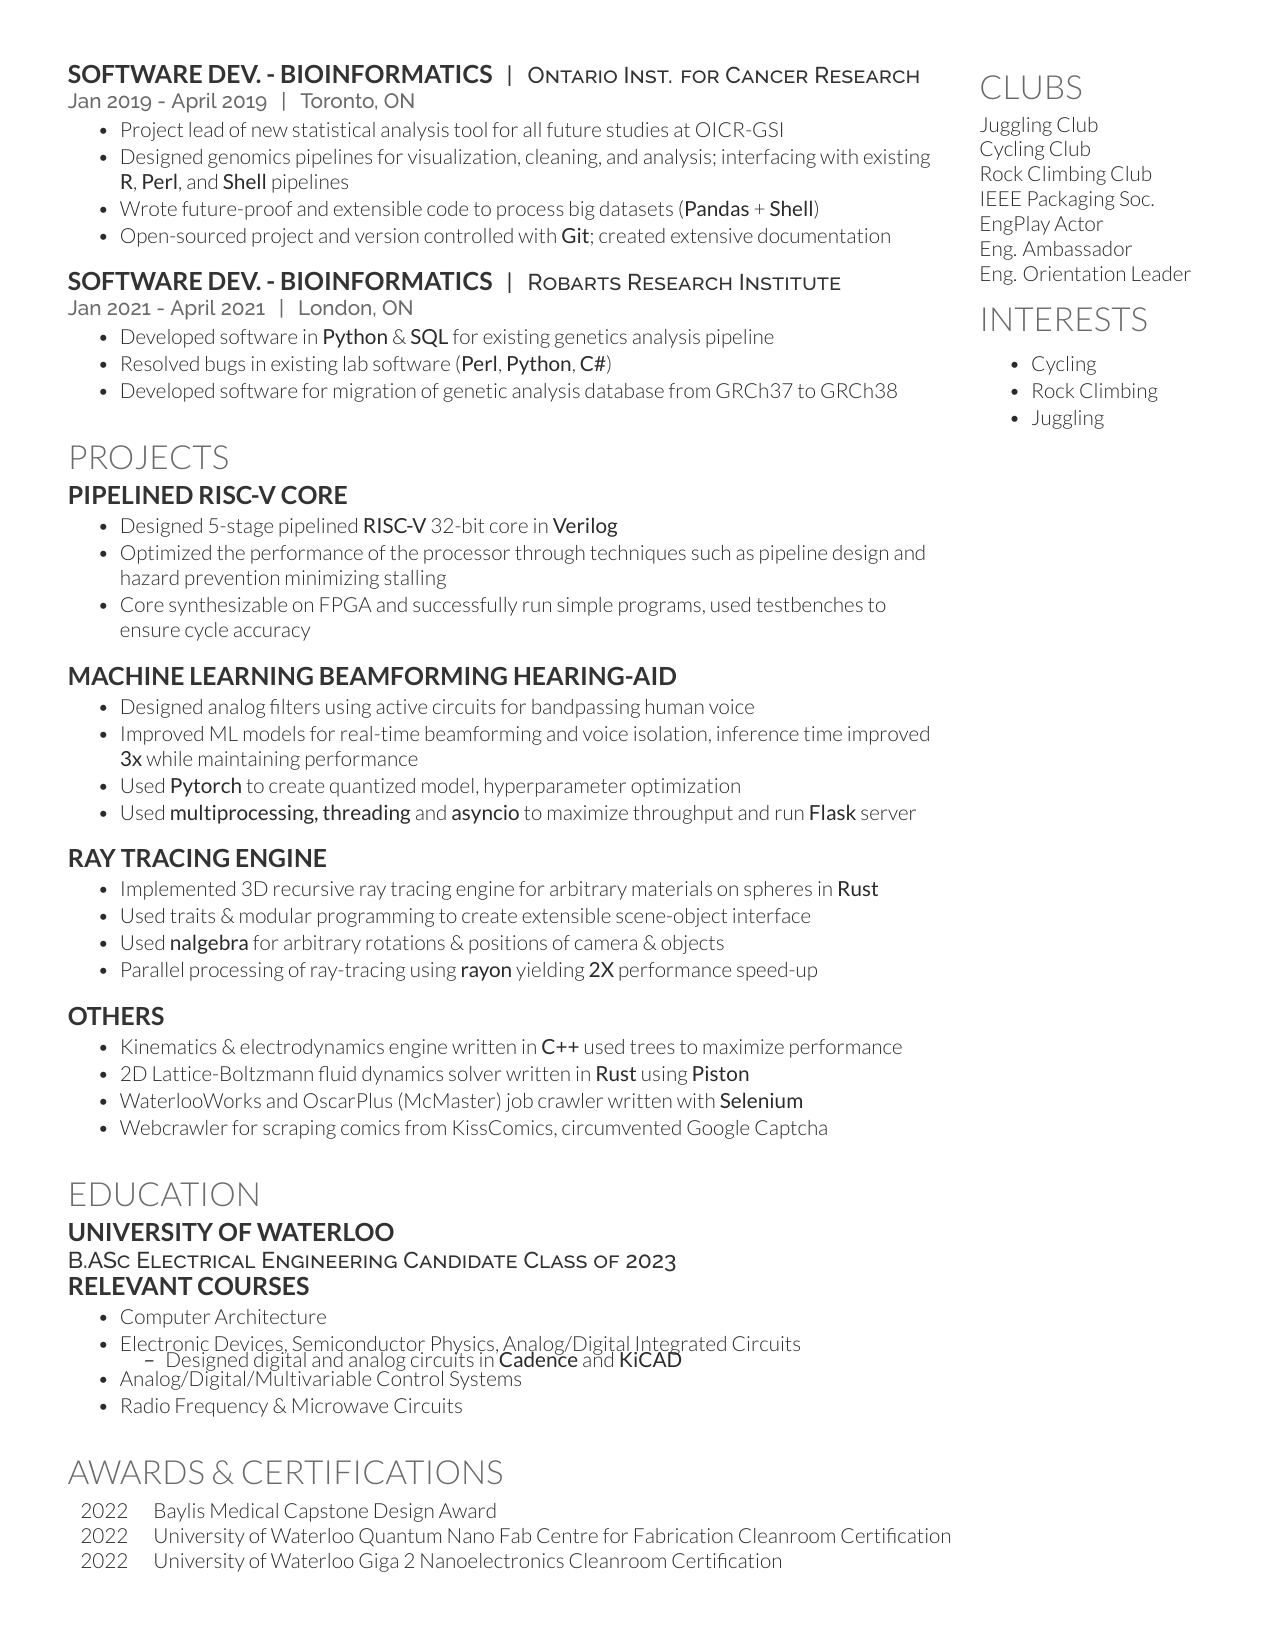 SOFTWARE DEV. - BIOINFORMATICS | ONTARIO INST. FOR CANCER RESEARCH
Jan 2019 - April 2019 | Toronto, ON
• Project lead of new statistical analysis tool for all future studies at OICR-GSI
• Designed genomics pipelines for visualization, cleaning, and analysis; interfacing with existing
R, Perl, and Shell pipelines
• Wrote future-proof and extensible code to process big datasets (Pandas + Shell)
• Open-sourced project and version controlled with Git; created extensive documentation
SOFTWARE DEV. - BIOINFORMATICS | ROBARTS RESEARCH INSTITUTE
Jan 2021 - April 2021 | London, ON
• Developed software in Python & SQL for existing genetics analysis pipeline
• Resolved bugs in existing lab software (Perl, Python, C#)
• Developed software for migration of genetic analysis database from GRCh37 to GRCh38
PROJECTS
PIPELINED RISC-V CORE
• Designed 5-stage pipelined RISC-V 32-bit core in Verilog
• Optimized the performance of the processor through techniques such as pipeline design and
hazard prevention minimizing stalling
• Core synthesizable on FPGA and successfully run simple programs, used testbenches to
ensure cycle accuracy
MACHINE LEARNING BEAMFORMING HEARING-AID
• Designed analog filters using active circuits for bandpassing human voice
• Improved ML models for real-time beamforming and voice isolation, inference time improved
3x while maintaining performance
• Used Pytorch to create quantized model, hyperparameter optimization
• Used multiprocessing, threading and asyncio to maximize throughput and run Flask server
RAY TRACING ENGINE
• Implemented 3D recursive ray tracing engine for arbitrary materials on spheres in Rust
• Used traits & modular programming to create extensible scene-object interface
• Used nalgebra for arbitrary rotations & positions of camera & objects
• Parallel processing of ray-tracing using rayon yielding 2X performance speed-up
OTHERS
• Kinematics & electrodynamics engine written in C++ used trees to maximize performance
• 2D Lattice-Boltzmann fluid dynamics solver written in Rust using Piston
• WaterlooWorks and OscarPlus (McMaster) job crawler written with Selenium
• Webcrawler for scraping comics from KissComics, circumvented Google Captcha
EDUCATION
UNIVERSITY OF WATERLOO
B.ASC ELECTRICAL ENGINEERING CANDIDATE CLASS OF 2023
RELEVANT COURSES
• Computer Architecture
• Electronic Devices, Semiconductor Physics, Analog/Digital Integrated Circuits
– Designed digital and analog circuits in Cadence and KiCAD
• Analog/Digital/Multivariable Control Systems
• Radio Frequency & Microwave Circuits
AWARDS & CERTIFICATIONS
2022 Baylis Medical Capstone Design Award
2022 University of Waterloo Quantum Nano Fab Centre for Fabrication Cleanroom Certification
2022 University of Waterloo Giga 2 Nanoelectronics Cleanroom Certification
CLUBS
Juggling Club
Cycling Club
Rock Climbing Club
IEEE Packaging Soc.
EngPlay Actor
Eng. Ambassador
Eng. Orientation Leader
INTERESTS
• Cycling
• Rock Climbing
• Juggling